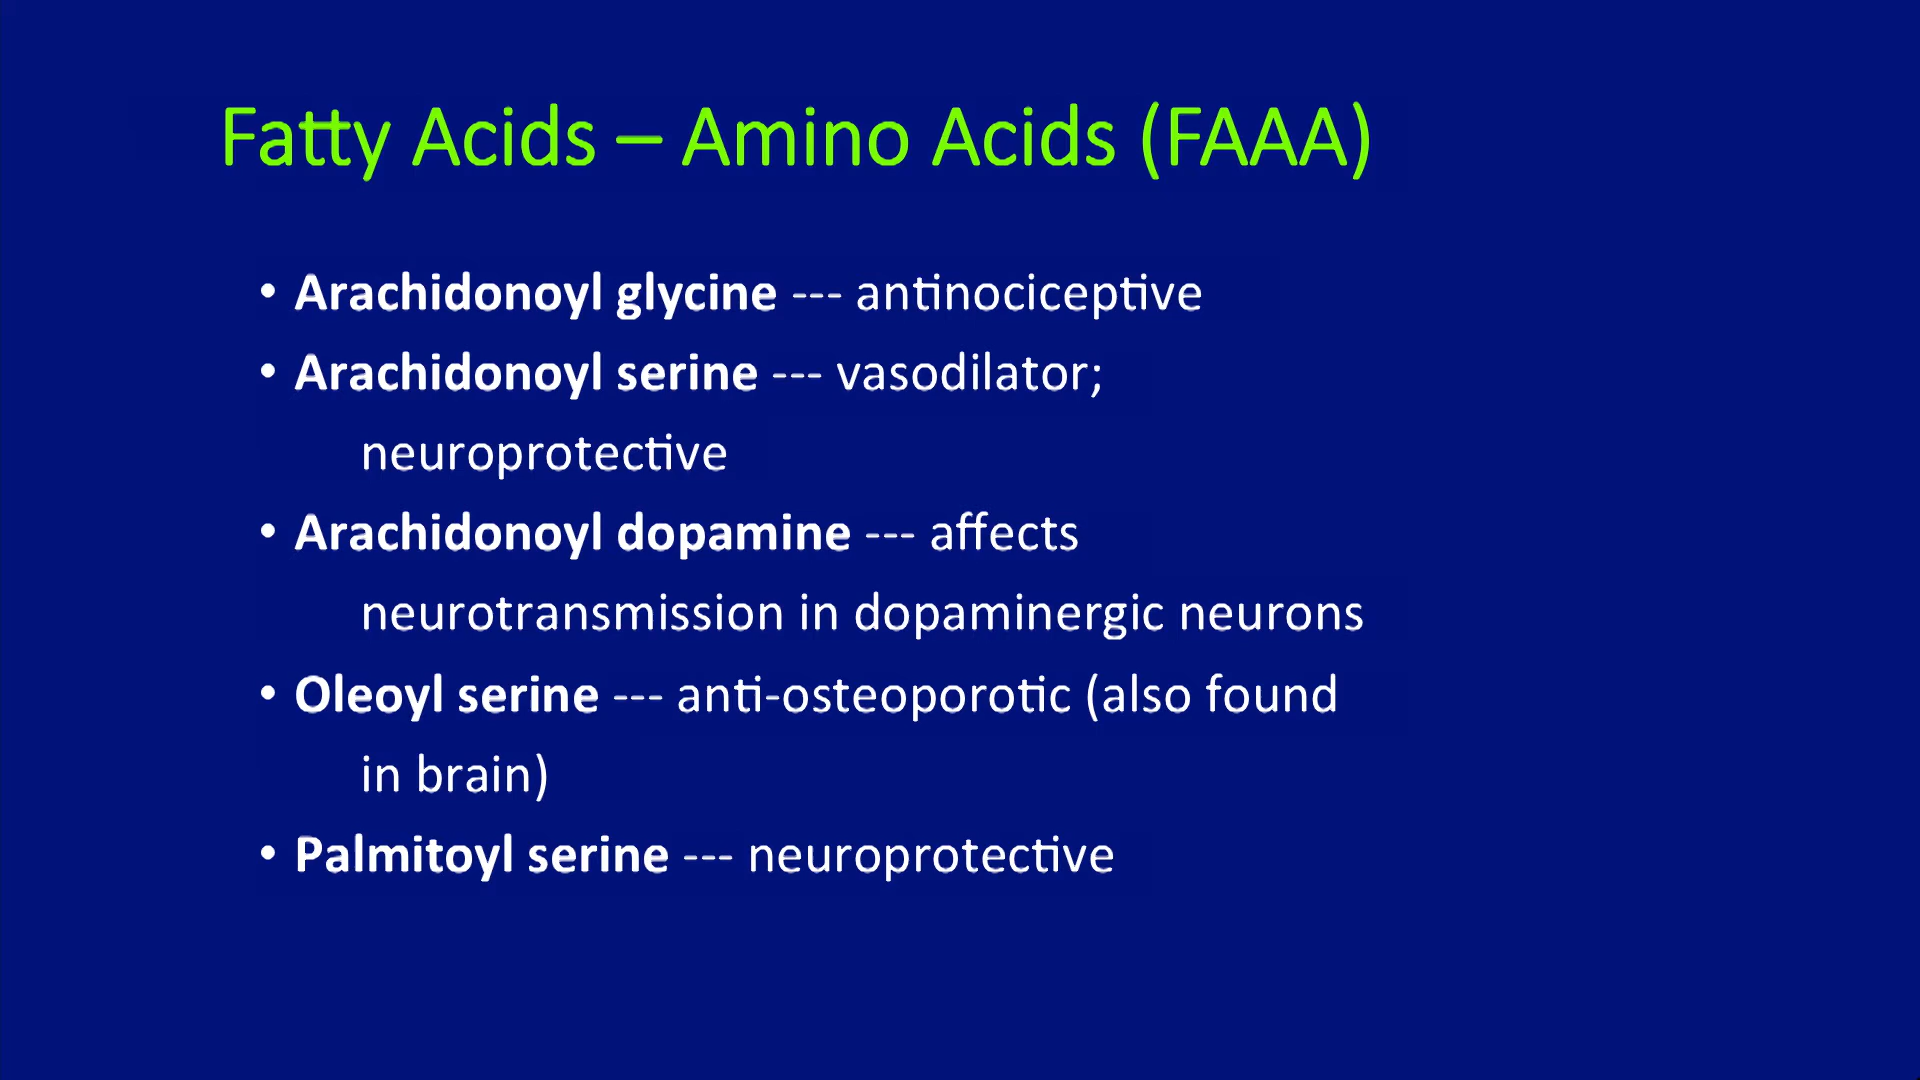 Fatty Acids – Amino Acids (FAAA)
• Arachidonoyl glycine --- antinociceptive
• Arachidonoyl serine --- vasodilator;
neuroprotective
• Arachidonoyl dopamine --- affects
neurotransmission in dopaminergic neurons
• Oleoyl serine --- anti-osteoporotic (also found
in brain)
• Palmitoyl serine --- neuroprotective